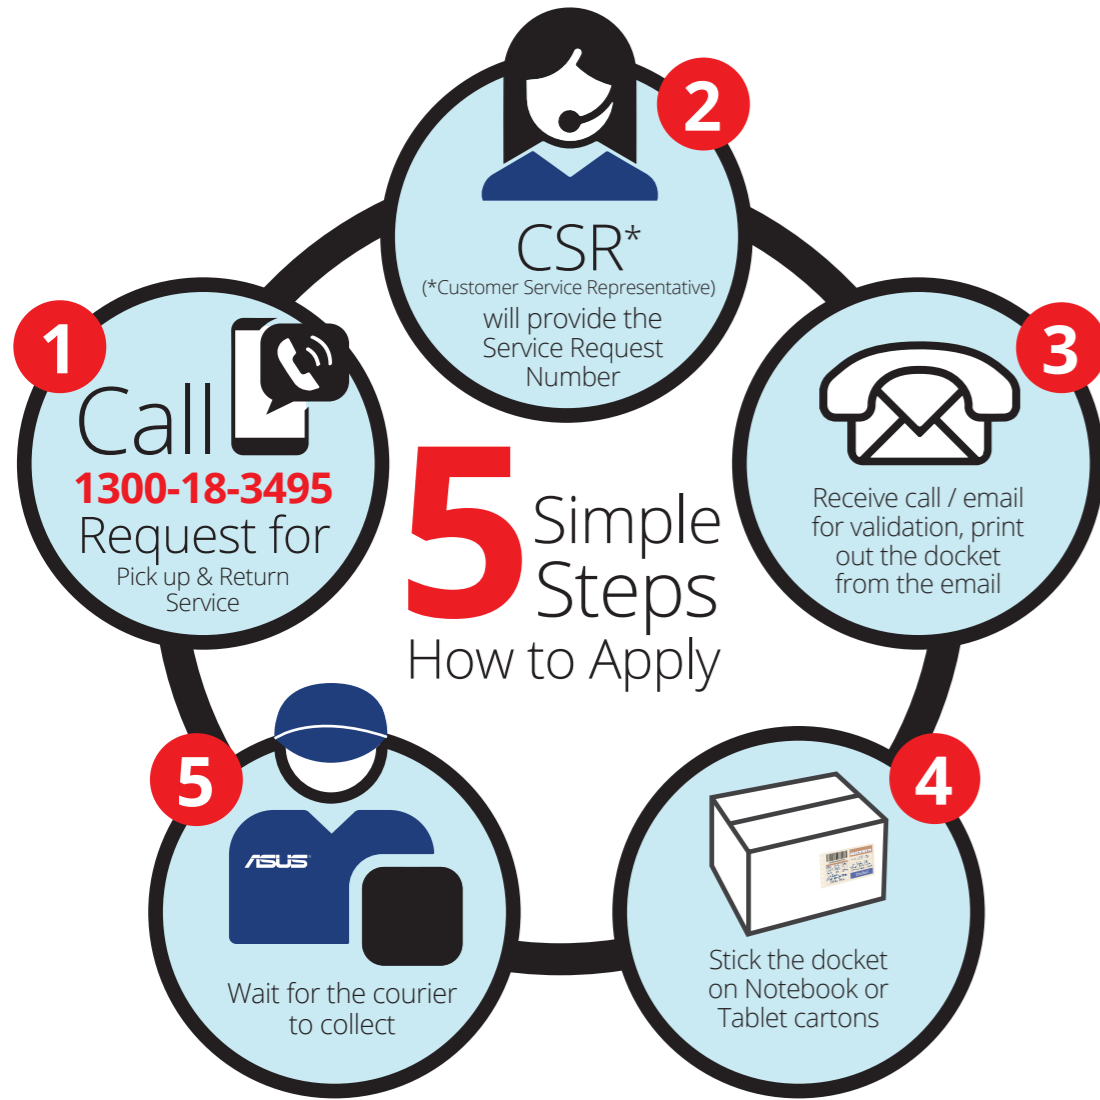 1
Call
1300-18-3495
Request for
Pick up & Return
Service
2
CSR*
(*Customer Service Representative)
will provide the
Service Request
Number
3
Receive call / email
for validation, print
out the docket
from the email
5 Simple
Steps
How to Apply
4
Stick the docket
on Notebook or
Tablet cartons
5
ASUS
Wait for the courier
to collect